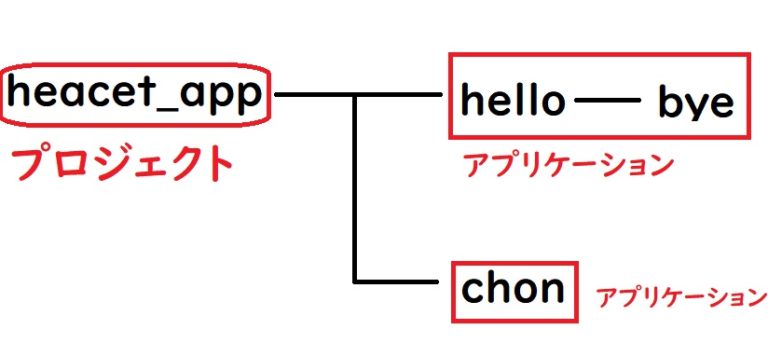 heacet_app
プロジェクト
hello bye
アプリケーション
chon
アプリケーション